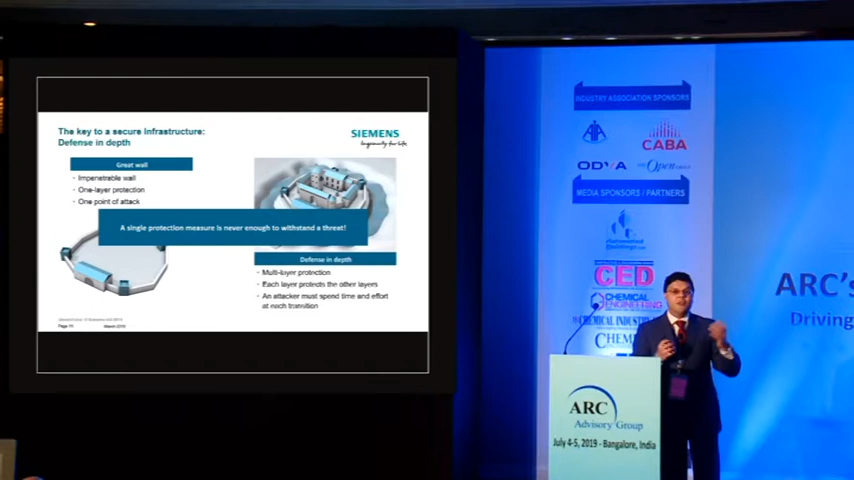 The key to a secure infrastructure:
Defense in depth
SIEMENS
Ingenuity for life
Great wall
- Impenetrable wall
- One-layer protection
- One point of attack
A single protection measure is never enough to withstand a threat!
Defense in depth
- Multi-layer protection
- Each layer protects the other layers
- An attacker must spend time and effort
at each transition
March 2019
INDUSTRY ASSOCIATION SPONSORS
CABA
ODVA
THE Open GROUP
MEDIA SPONSORS / PARTNERS
CED
CHEMICAL
ENGINEERING
CHEMICAL
ARC
Advisory Group
July 4-5, 2019 - Bangalore, India
ARC's
Driving